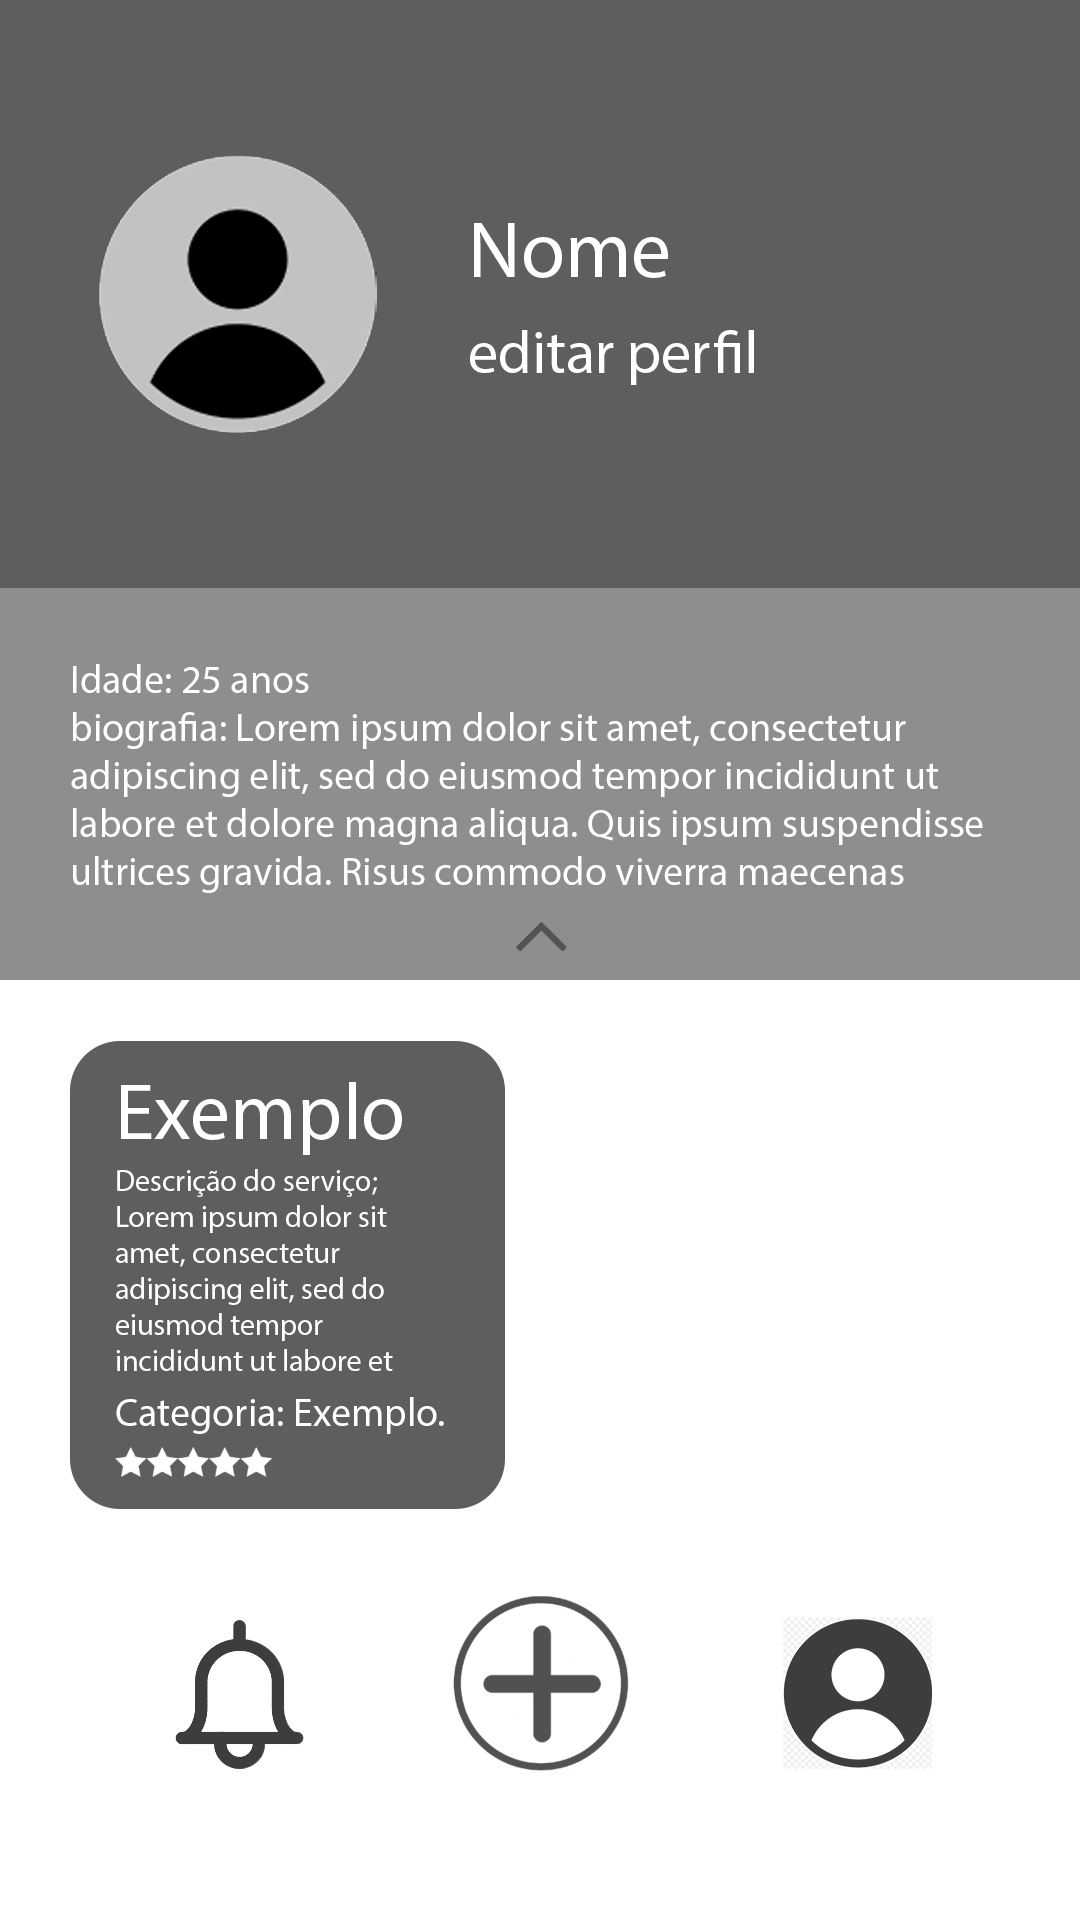 Nome
editar perfil
Idade: 25 anos
biografia: Lorem ipsum dolor sit amet, consectetur
adipiscing elit, sed do eiusmod tempor incididunt ut
labore et dolore magna aliqua. Quis ipsum suspendisse
ultrices gravida. Risus commodo viverra maecenas
Exemplo
Descrição do serviço;
Lorem ipsum dolor sit
amet, consectetur
adipiscing elit, sed do
eiusmod tempor
incididunt ut labore et
Categoria: Exemplo.